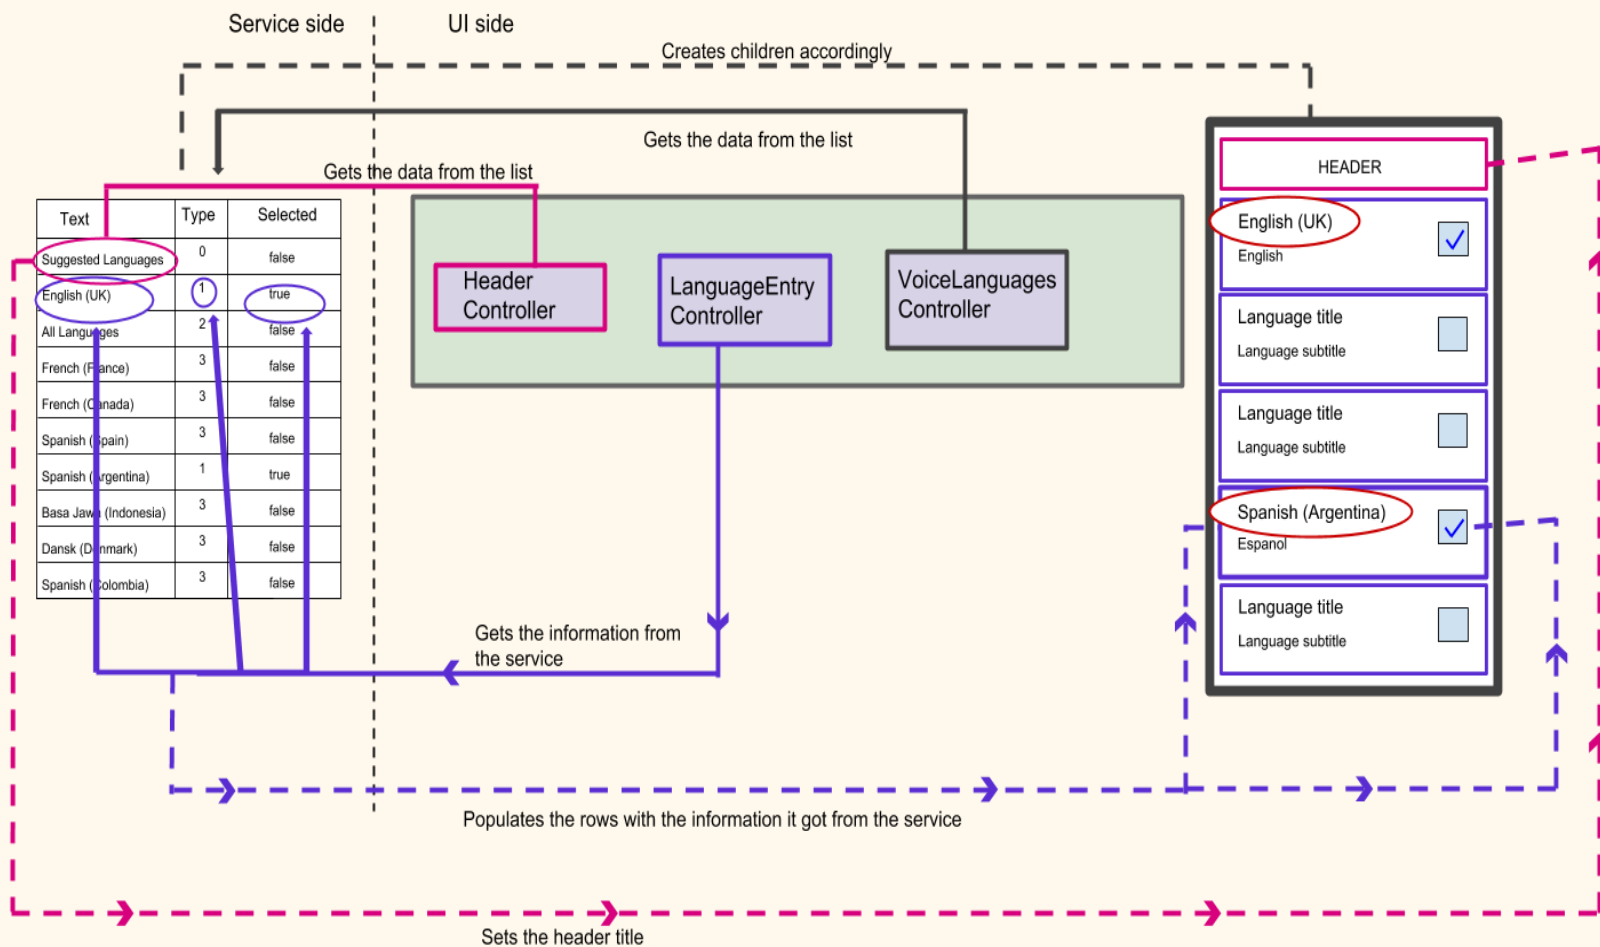 Service side
UI side
Creates children accordingly
Gets the data from the list
Gets the data from the list
Text Type Selected
Suggested Languages 0 false
English (UK) 1 true
All Languages 2 false
French (France) 3 false
French (Canada) 3 false
Spanish (Spain) 3 false
Spanish (Argentina) 1 true
Basa Jawa (Indonesia) 3 false
Dansk (Denmark) 3 false
Spanish (Colombia) 3 false
Header
Controller
LanguageEntry
Controller
VoiceLanguages
Controller
HEADER
English (UK)
English
Language title
Language subtitle
Language title
Language subtitle
Spanish (Argentina)
Espanol
Language title
Language subtitle
Gets the information from
the service
Populates the rows with the information it got from the service
Sets the header title